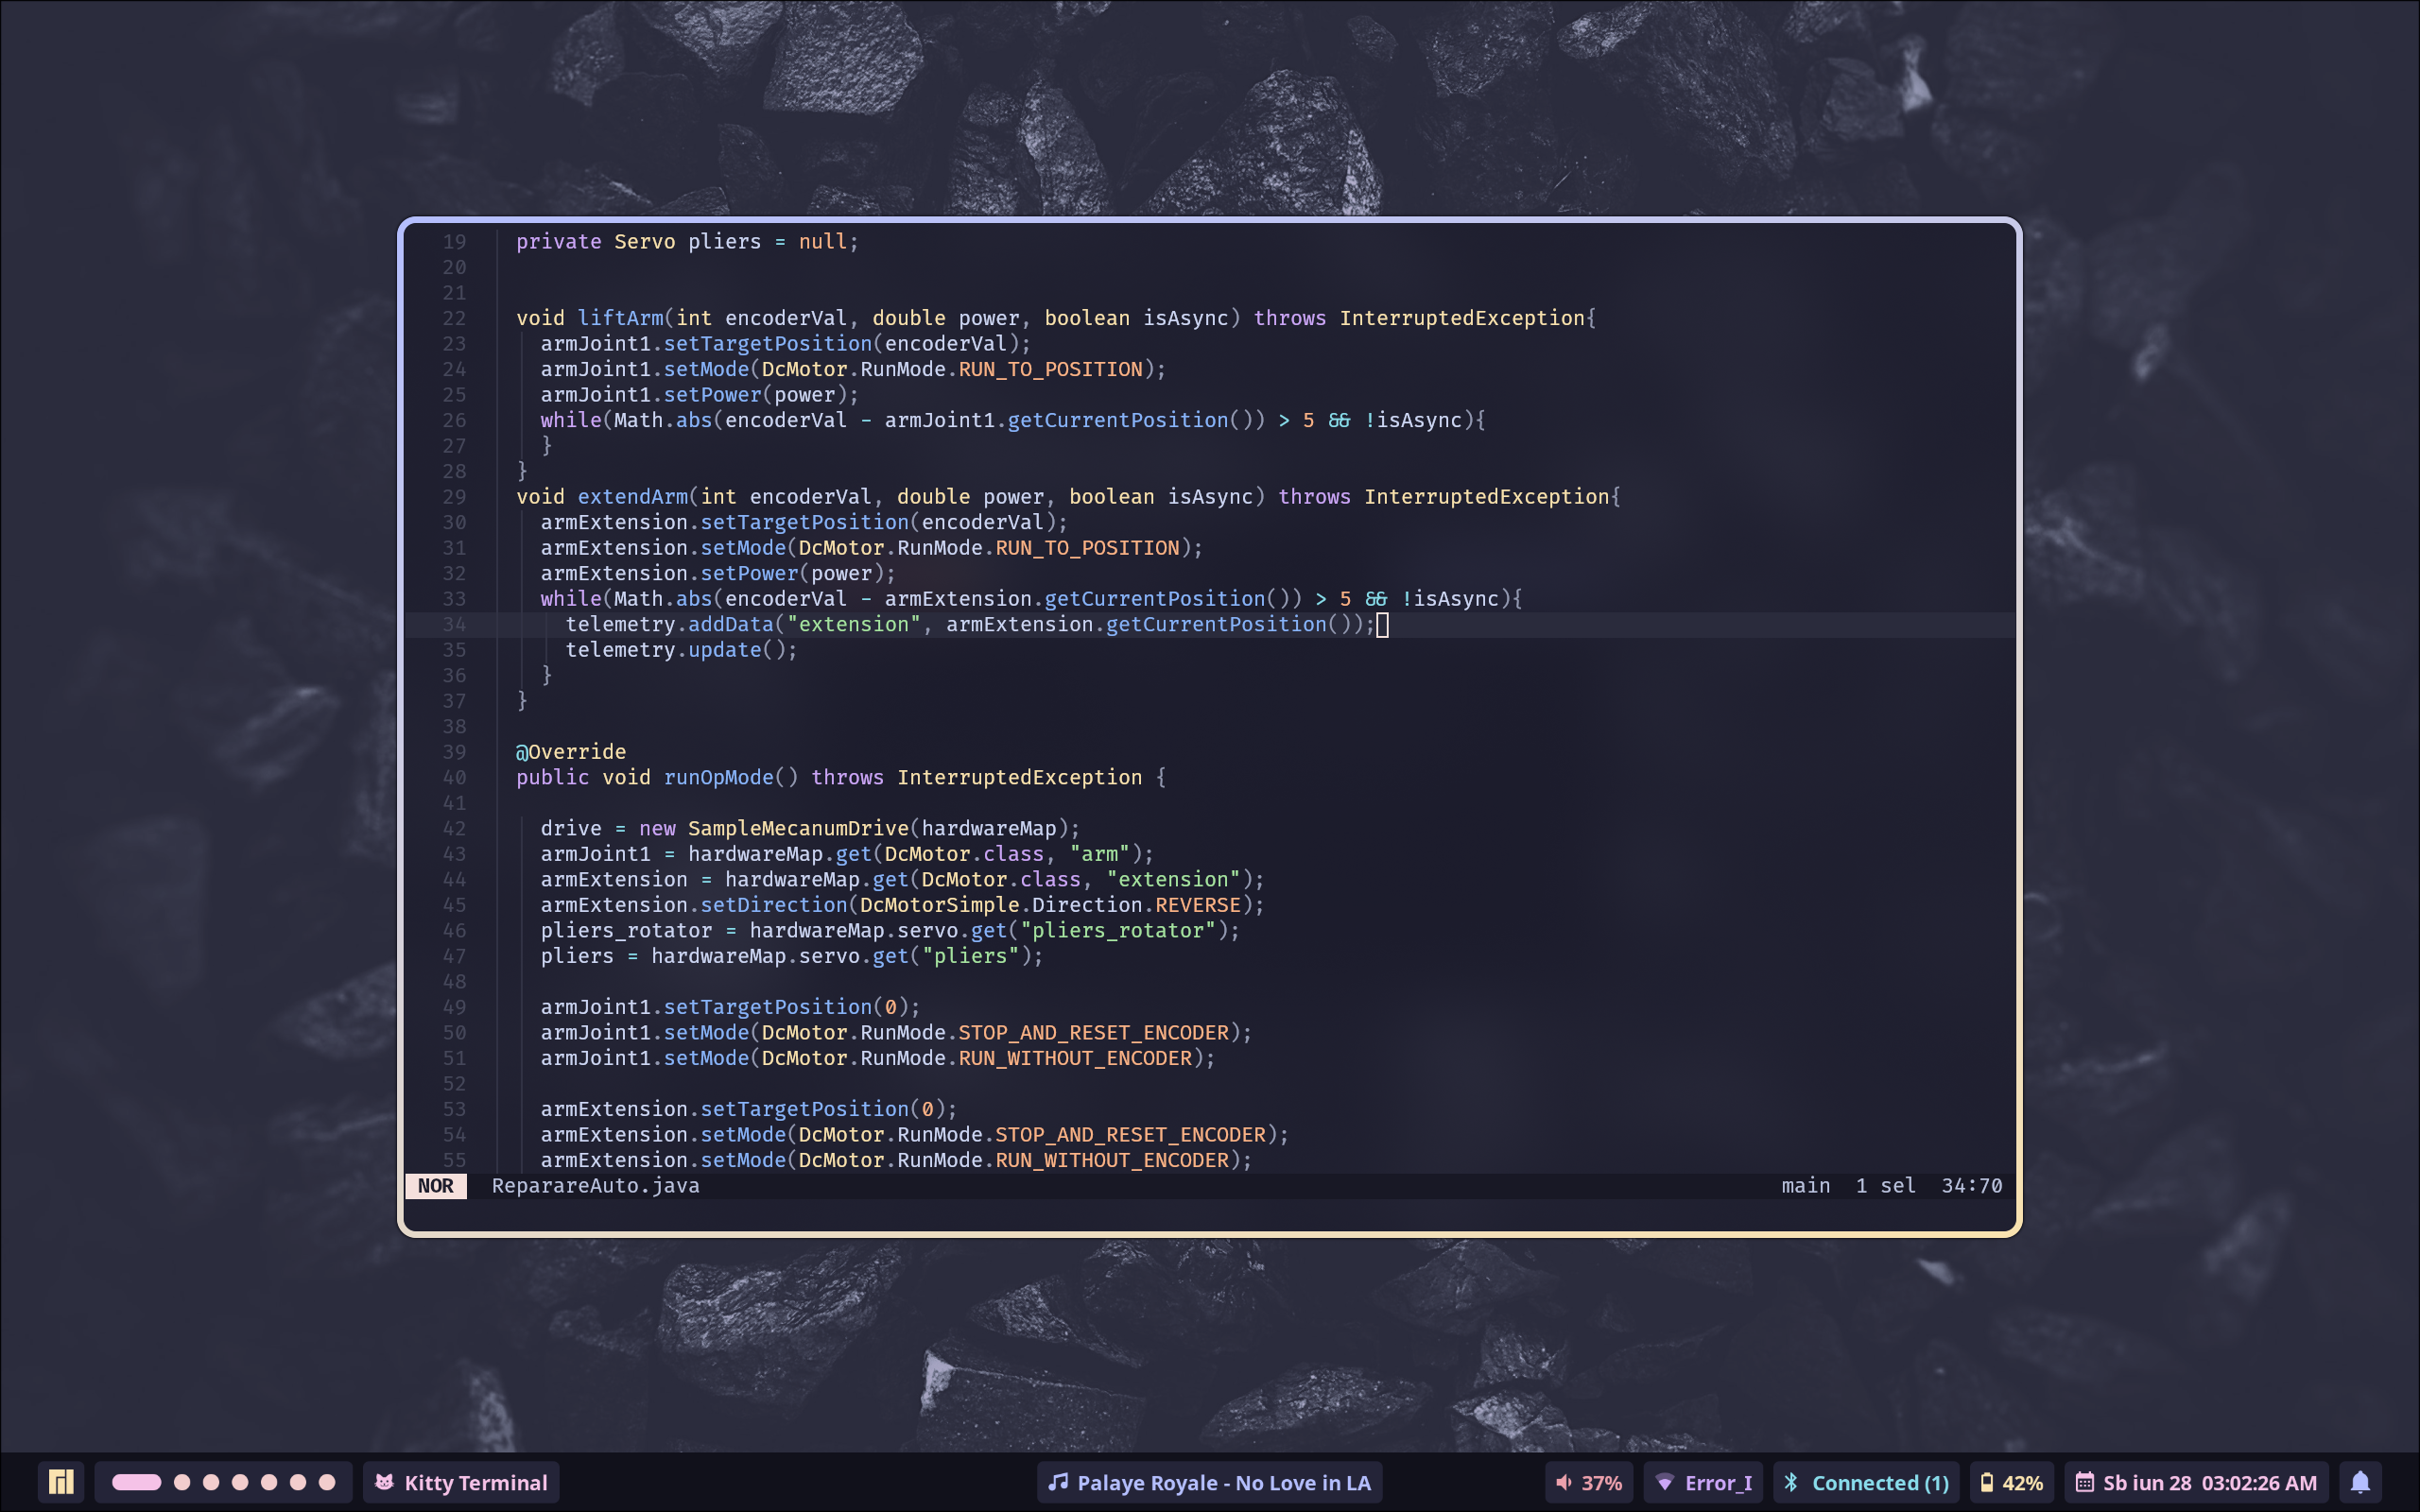 19 private Servo pliers = null;
20
21
22 void liftArm(int encoderVal, double power, boolean isAsync) throws InterruptedException{
23 armJoint1.setTargetPosition(encoderVal);
24 armJoint1.setMode(DcMotor.RunMode.RUN_TO_POSITION);
25 armJoint1.setPower(power);
26 while(Math.abs(encoderVal - armJoint1.getCurrentPosition()) > 5 && !isAsync){
27 }
28 }
29 void extendArm(int encoderVal, double power, boolean isAsync) throws InterruptedException{
30 armExtension.setTargetPosition(encoderVal);
31 armExtension.setMode(DcMotor.RunMode.RUN_TO_POSITION);
32 armExtension.setPower(power);
33 while(Math.abs(encoderVal - armExtension.getCurrentPosition()) > 5 && !isAsync){
34 telemetry.addData("extension", armExtension.getCurrentPosition());
35 telemetry.update();
36 }
37 }
38
39 @Override
40 public void runOpMode() throws InterruptedException {
41
42 drive = new SampleMecanumDrive(hardwareMap);
43 armJoint1 = hardwareMap.get(DcMotor.class, "arm");
44 armExtension = hardwareMap.get(DcMotor.class, "extension");
45 armExtension.setDirection(DcMotorSimple.Direction.REVERSE);
46 pliers_rotator = hardwareMap.servo.get("pliers_rotator");
47 pliers = hardwareMap.servo.get("pliers");
48
49 armJoint1.setTargetPosition(0);
50 armJoint1.setMode(DcMotor.RunMode.STOP_AND_RESET_ENCODER);
51 armJoint1.setMode(DcMotor.RunMode.RUN_WITHOUT_ENCODER);
52
53 armExtension.setTargetPosition(0);
54 armExtension.setMode(DcMotor.RunMode.STOP_AND_RESET_ENCODER);
55 armExtension.setMode(DcMotor.RunMode.RUN_WITHOUT_ENCODER);
NOR ReparareAuto.java main 1 sel 34:70
Kitty Terminal Palaye Royale - No Love in LA 37% Error_I Connected (1) 42% Sb iun 28 03:02:26 AM